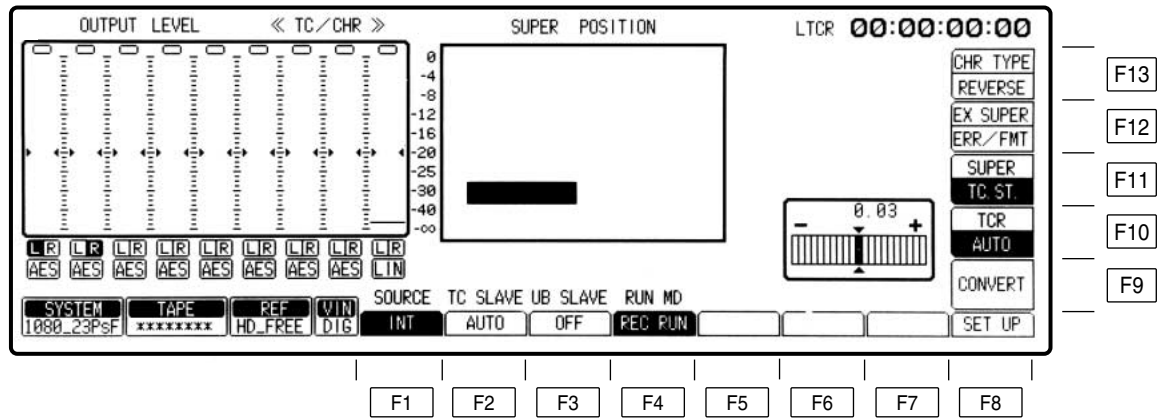 OUTPUT LEVEL ≪ TC/CHR ≫ SUPER POSITION LTCR 00:00:00:00
0
-4
-8
-12
-16
-20
-25
-30
-40
-∞
CHR TYPE
REVERSE
F13
EX SUPER
ERR/FMT
F12
SUPER
TC. ST.
F11
TCR
AUTO
F10
CONVERT
F9
0.03
- +
L R L R L R L R L R L R L R L R L R
AES AES AES AES AES AES AES AES LIN
SYSTEM TAPE REF VIN
1080_23PsF ******** HD_FREE DIG
SOURCE TC SLAVE UB SLAVE RUN MD
INT AUTO OFF REC RUN SET UP
F1 F2 F3 F4 F5 F6 F7 F8